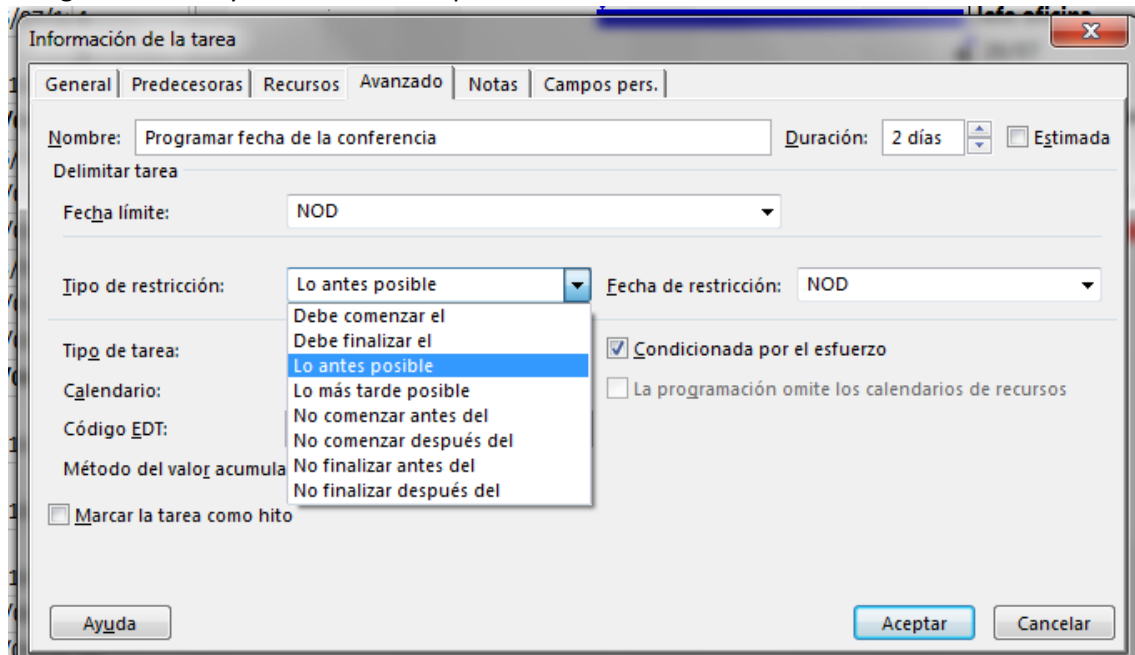 Jefe oficina
Información de la tarea
General Predecesoras Recursos Avanzado Notas Campos pers.
Nombre: Programar fecha de la conferencia Duración: 2 días Estimada
Delimitar tarea
Fecha límite: NOD
Tipo de restricción: Lo antes posible Fecha de restricción: NOD
Debe comenzar el
Debe finalizar el
Tipo de tarea: Condicionada por el esfuerzo
Lo antes posible
Calendario: Lo más tarde posible La programación omite los calendarios de recursos
No comenzar antes del
Código EDT:
No comenzar después del
Método del valor acumula No finalizar antes del
No finalizar después del
Marcar la tarea como hito
Ayuda Aceptar Cancelar